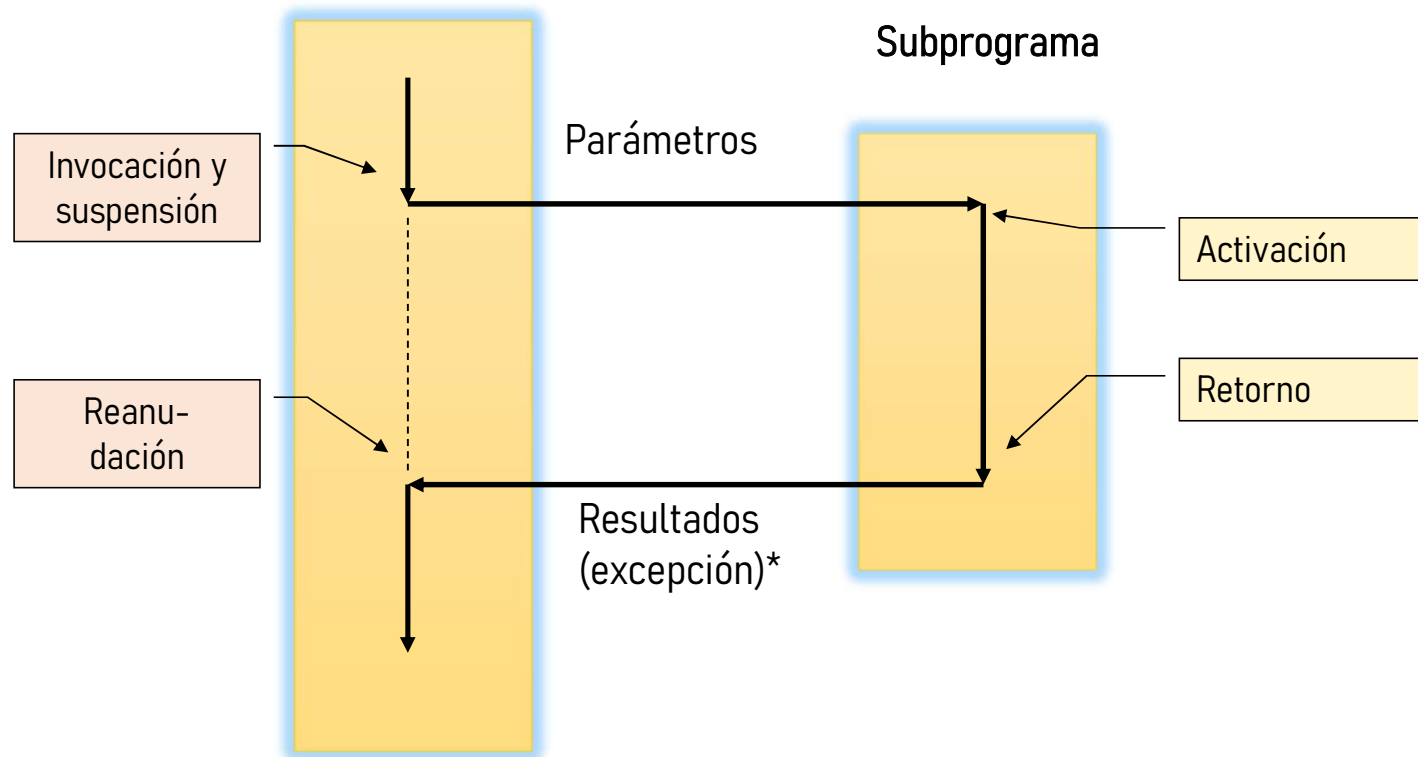 Subprograma
Parámetros
Invocación y
suspensión
Activación
Retorno
Reanu-
dación
Resultados
(excepción)*